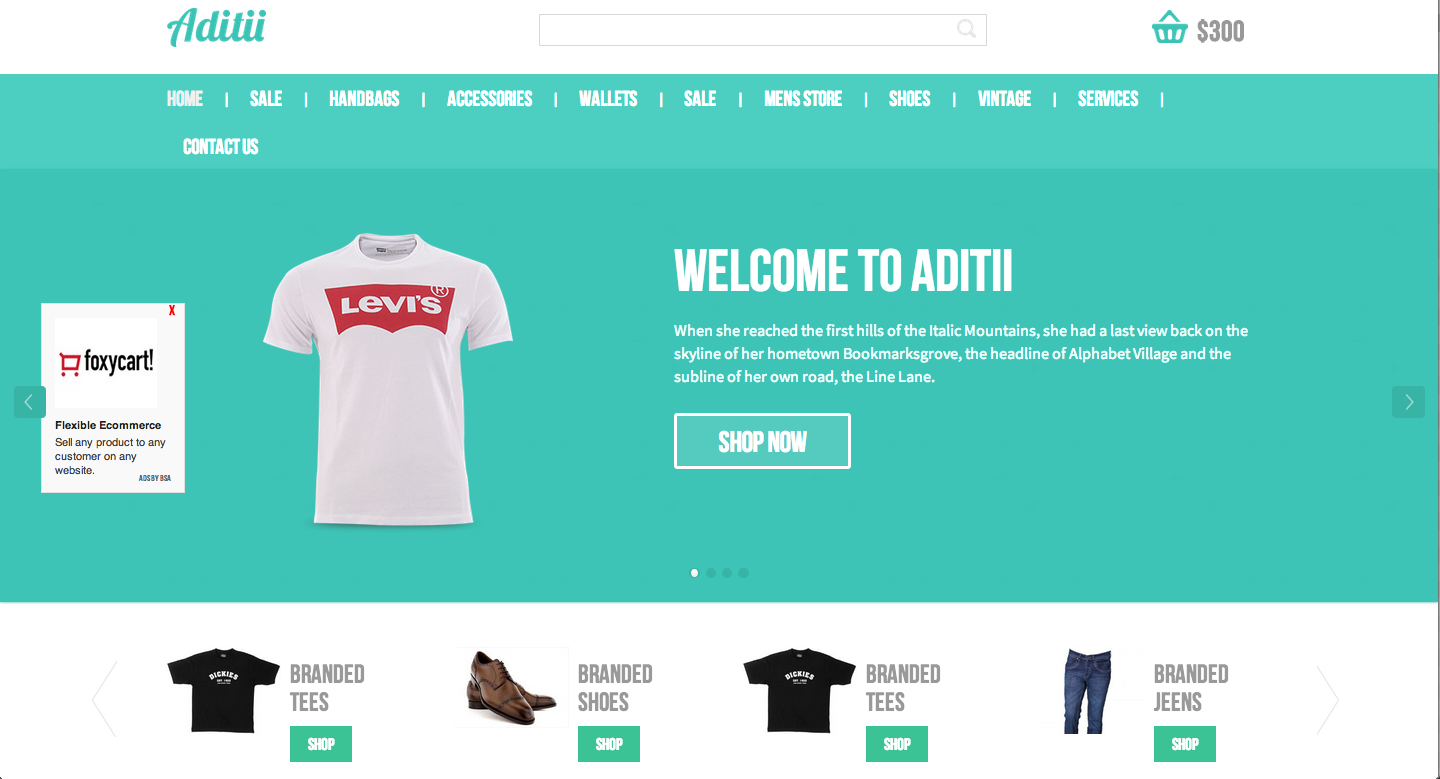 Aditii
$300
HOME | SALE | HANDBAGS | ACCESSORIES | WALLETS | SALE | MENS STORE | SHOES | VINTAGE | SERVICES |
CONTACT US
LEVI'S®
WELCOME TO ADITII
When she reached the first hills of the Italic Mountains, she had a last view back on the
skyline of her hometown Bookmarksgrove, the headline of Alphabet Village and the
subline of her own road, the Line Lane.
SHOP NOW
X
foxycart!
Flexible Ecommerce
Sell any product to any
customer on any
website.
ADS BY BSA
DICKIES
BRANDED
TEES
SHOP
BRANDED
SHOES
SHOP
DICKIES
BRANDED
TEES
SHOP
BRANDED
JEENS
SHOP